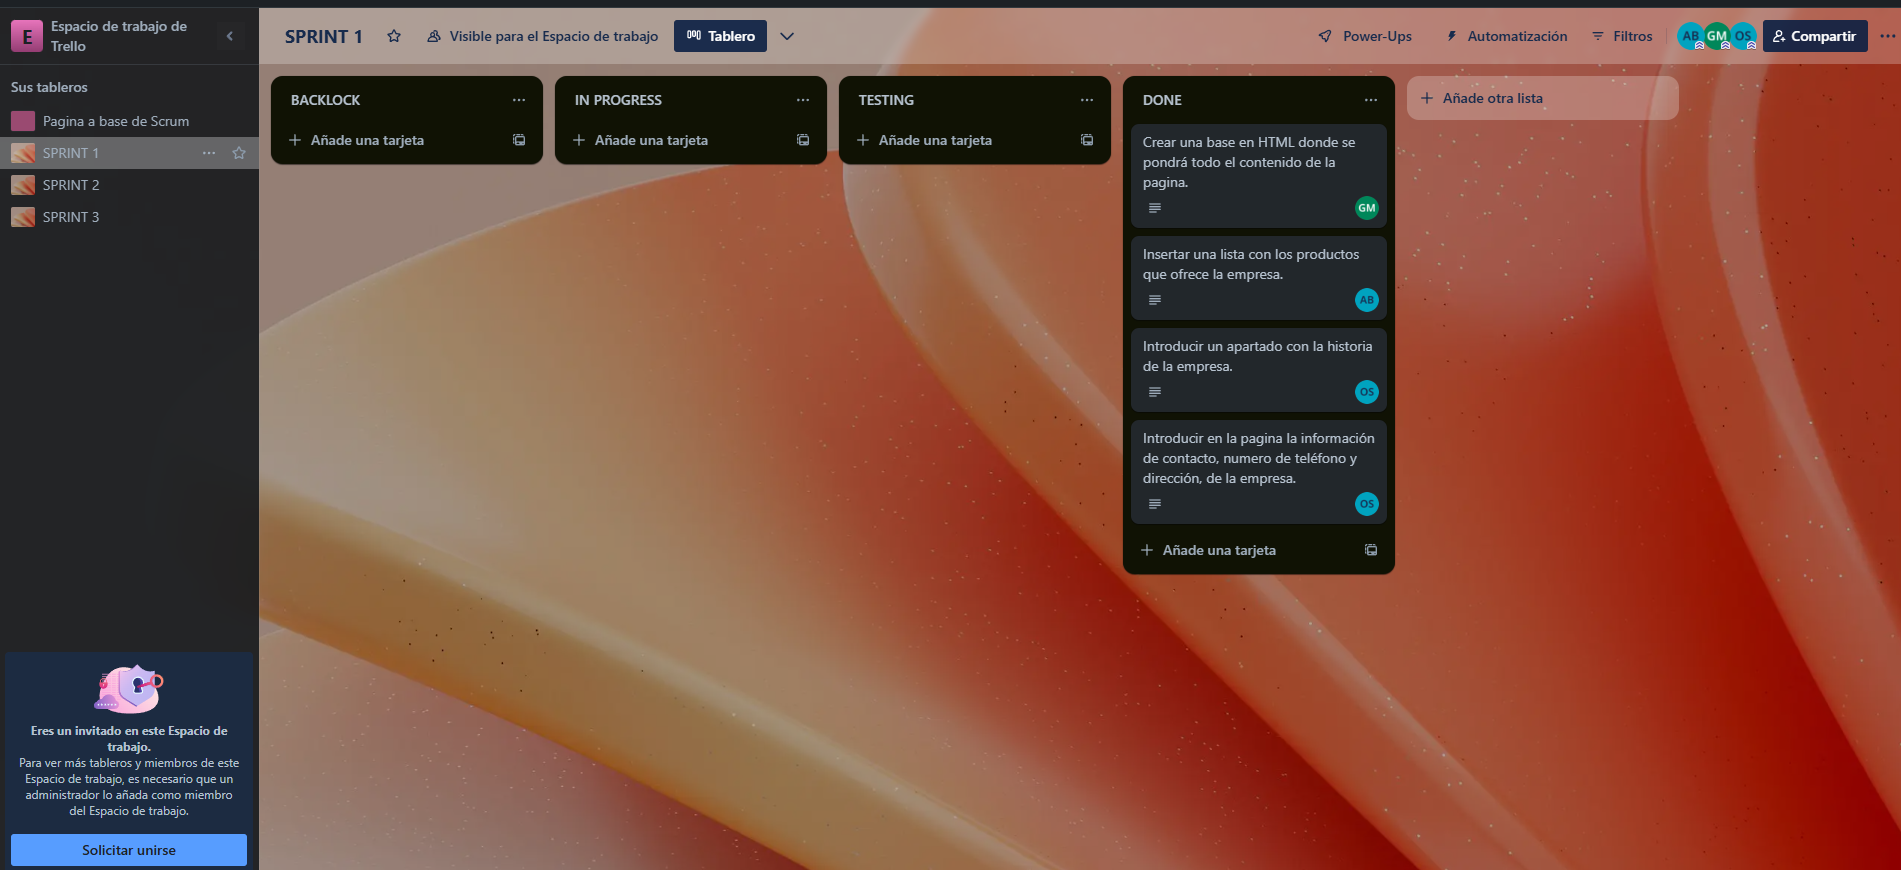 E
Espacio de trabajo de
Trello
Sus tableros
Pagina a base de Scrum
SPRINT 1
SPRINT 2
SPRINT 3
Eres un invitado en este Espacio de
trabajo.
Para ver más tableros y miembros de este
Espacio de trabajo, es necesario que un
administrador lo añada como miembro
del Espacio de trabajo.
Solicitar unirse
SPRINT 1
Visible para el Espacio de trabajo
Tablero
Power-Ups
Automatización
Filtros
AB
GM
OS
Compartir
BACKLOCK
Añade una tarjeta
IN PROGRESS
Añade una tarjeta
TESTING
Añade una tarjeta
DONE
Crear una base en HTML donde se
pondrá todo el contenido de la
pagina.
GM
Insertar una lista con los productos
que ofrece la empresa.
AB
Introducir un apartado con la historia
de la empresa.
OS
Introducir en la pagina la información
de contacto, numero de teléfono y
dirección, de la empresa.
OS
Añade una tarjeta
Añade otra lista